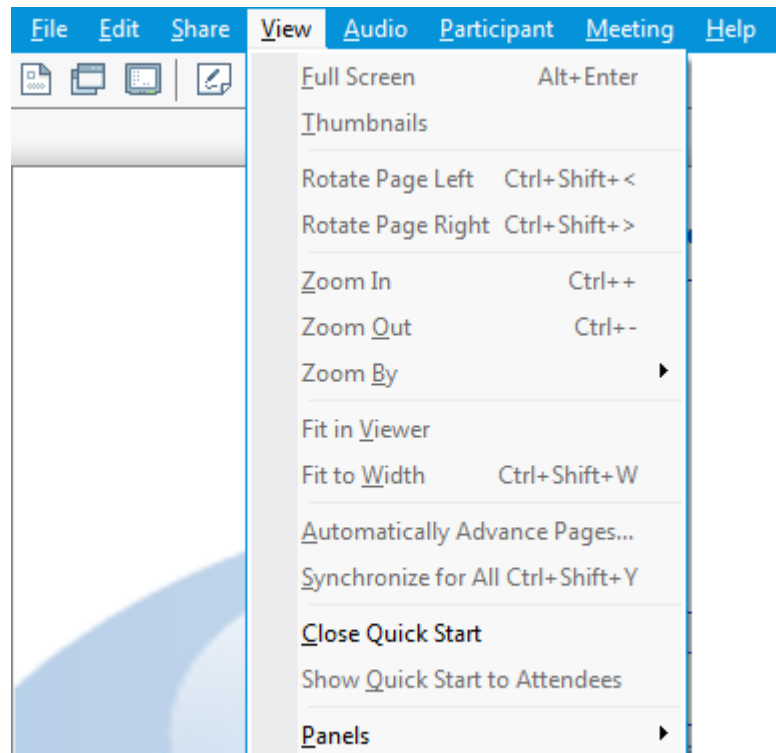 File Edit Share View Audio Participant Meeting Help
Full Screen Alt+Enter
Thumbnails
Rotate Page Left Ctrl+Shift+<
Rotate Page Right Ctrl+Shift+>
Zoom In Ctrl++
Zoom Out Ctrl+-
Zoom By
Fit in Viewer
Fit to Width Ctrl+Shift+W
Automatically Advance Pages...
Synchronize for All Ctrl+Shift+Y
Close Quick Start
Show Quick Start to Attendees
Panels